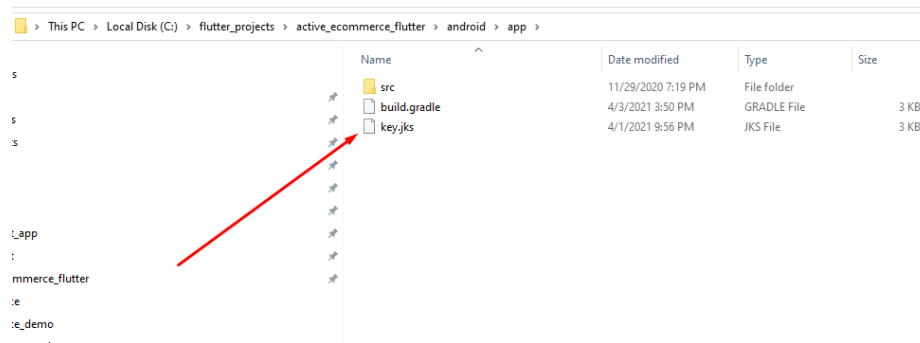 This PC > Local Disk (C:) > flutter_projects > active_ecommerce_flutter > android > app >
Name Date modified Type Size
src 11/29/2020 7:19 PM File folder
build.gradle 4/3/2021 3:50 PM GRADLE File 3 KB
key.jks 4/1/2021 9:56 PM JKS File 3 KB
s
s
:s
t_app
t
ommerce_flutter
:e
:e_demo